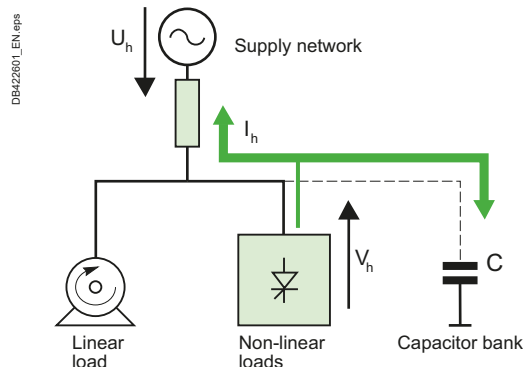 DB422601_EN.eps
Uh
Supply network
Ih
Vh
C
Linear
load
Non-linear
loads
Capacitor bank